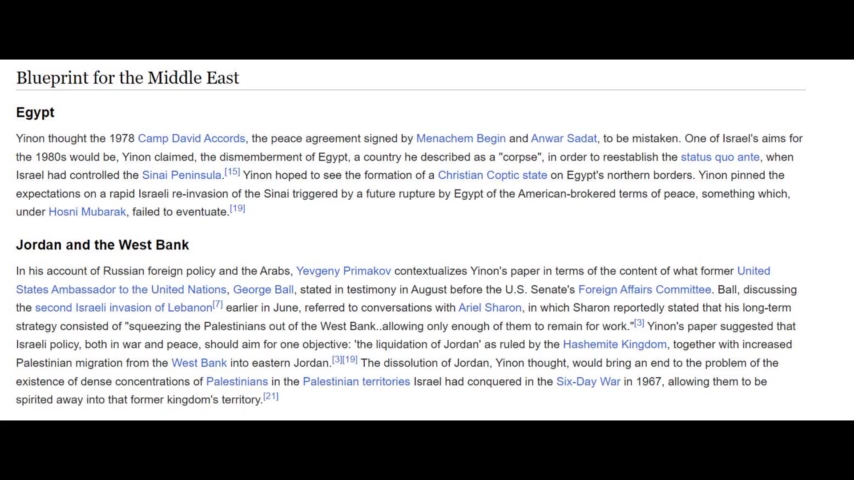 Blueprint for the Middle East
Egypt
Yinon thought the 1978 Camp David Accords, the peace agreement signed by Menachem Begin and Anwar Sadat, to be mistaken. One of Israel's aims for
the 1980s would be, Yinon claimed, the dismemberment of Egypt, a country he described as a "corpse", in order to reestablish the status quo ante, when
Israel had controlled the Sinai Peninsula.[15] Yinon hoped to see the formation of a Christian Coptic state on Egypt's northern borders. Yinon pinned the
expectations on a rapid Israeli re-invasion of the Sinai triggered by a future rupture by Egypt of the American-brokered terms of peace, something which,
under Hosni Mubarak, failed to eventuate.[19]
Jordan and the West Bank
In his account of Russian foreign policy and the Arabs, Yevgeny Primakov contextualizes Yinon's paper in terms of the content of what former United
States Ambassador to the United Nations, George Ball, stated in testimony in August before the U.S. Senate's Foreign Affairs Committee. Ball, discussing
the second Israeli invasion of Lebanon[7] earlier in June, referred to conversations with Ariel Sharon, in which Sharon reportedly stated that his long-term
strategy consisted of "squeezing the Palestinians out of the West Bank..allowing only enough of them to remain for work."[3] Yinon's paper suggested that
Israeli policy, both in war and peace, should aim for one objective: 'the liquidation of Jordan' as ruled by the Hashemite Kingdom, together with increased
Palestinian migration from the West Bank into eastern Jordan.[3][19] The dissolution of Jordan, Yinon thought, would bring an end to the problem of the
existence of dense concentrations of Palestinians in the Palestinian territories Israel had conquered in the Six-Day War in 1967, allowing them to be
spirited away into that former kingdom's territory.[21]